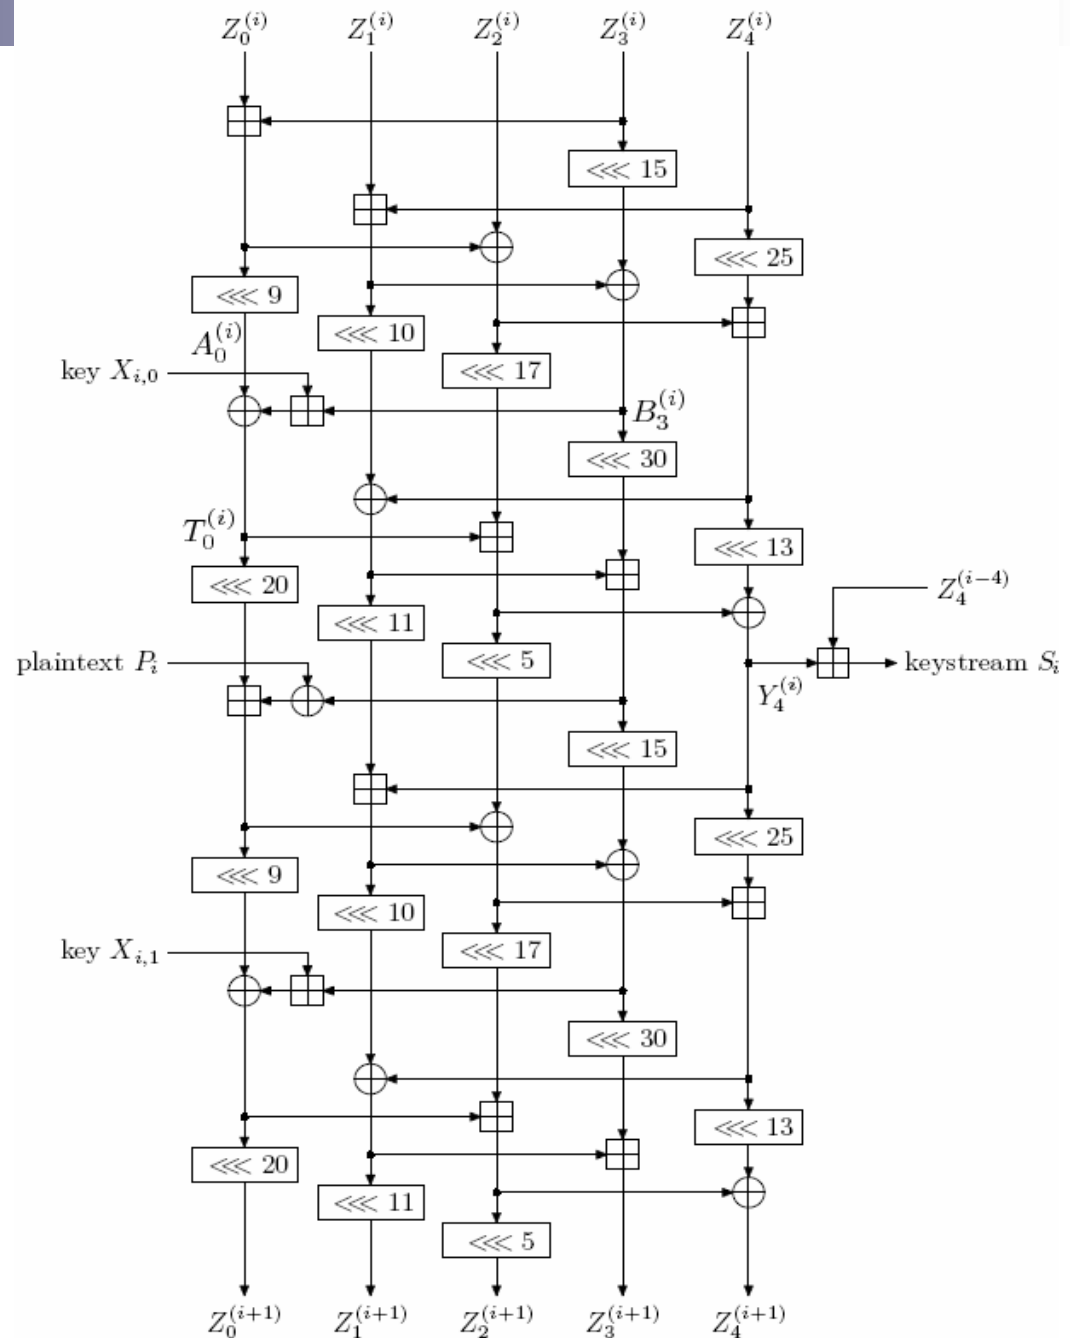 Z_0^{(i)} Z_1^{(i)} Z_2^{(i)} Z_3^{(i)} Z_4^{(i)}
<<< 15
<<< 25
<<< 9
<<< 10
A_0^{(i)}
<<< 17
key X_{i,0}
B_3^{(i)}
<<< 30
T_0^{(i)}
<<< 13
<<< 20
Z_4^{(i-4)}
<<< 11
<<< 5
plaintext P_i
keystream S_i
Y_4^{(i)}
<<< 15
<<< 25
<<< 9
<<< 10
<<< 17
key X_{i,1}
<<< 30
<<< 13
<<< 20
<<< 11
<<< 5
Z_0^{(i+1)} Z_1^{(i+1)} Z_2^{(i+1)} Z_3^{(i+1)} Z_4^{(i+1)}